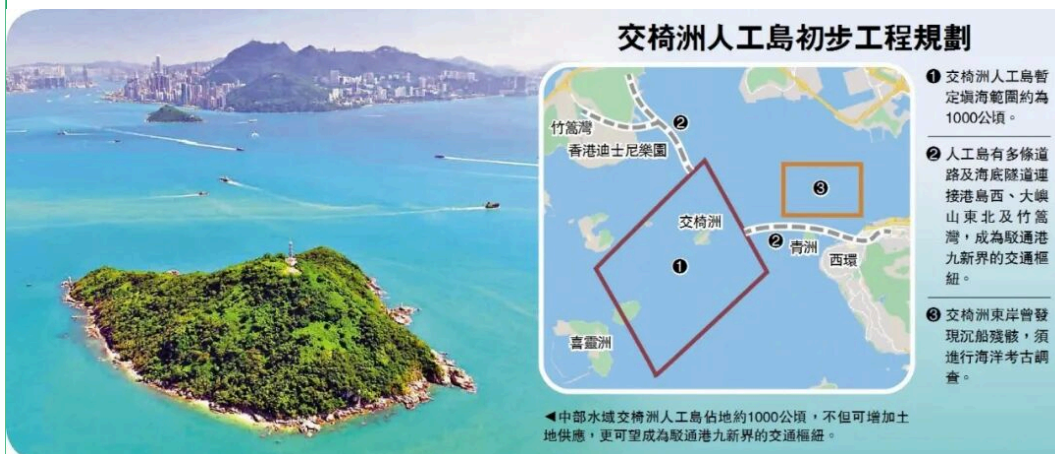 交椅洲人工島初步工程規劃
竹篙灣
香港迪士尼樂園
❷
❸
交椅洲
❷
青洲
西環
❶
喜靈洲
❶ 交椅洲人工島暫
定填海範圍約為
1000公頃。
❷ 人工島有多條道
路及海底隧道連
接港島西、大嶼
山東北及竹篙
灣，成為駁通港
九新界的交通樞
紐。
❸ 交椅洲東岸曾發
現沉船殘骸，須
進行海洋考古調
查。
◀中部水域交椅洲人工島佔地約1000公頃，不但可增加土
地供應，更可望成為駁通港九新界的交通樞紐。